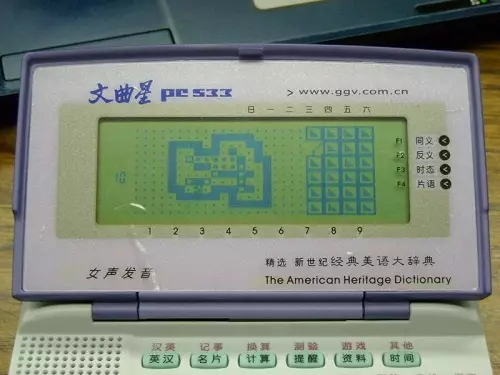 文曲星 PC 533
> www.ggv.com.cn
日 一 二 三 四 五 六
F1 同义
F2 反义
F3 时态
F4 片语
10
1 2 3 4 5 6 7 8 9
女声发音
精选 新世纪 经典美语大辞典
The American Heritage Dictionary
汉英 记事 换算 测验 游戏 其他
英汉 名片 计算 提醒 资料 时间